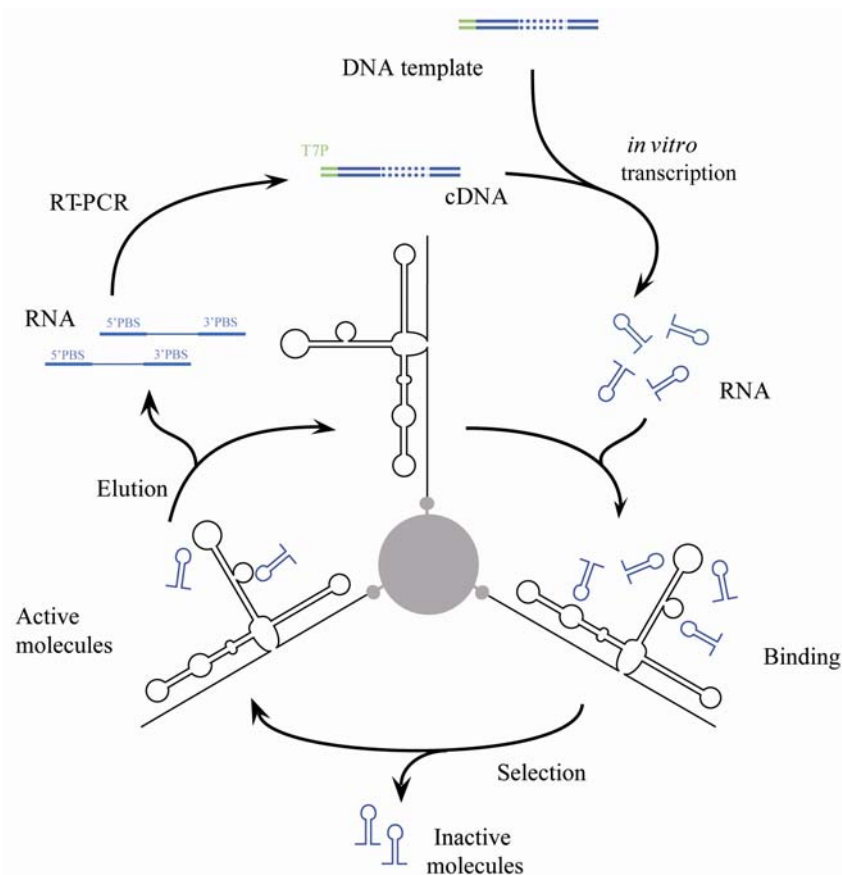 DNA template
in vitro
transcription
T7P
cDNA
RT-PCR
RNA
5'PBS 3'PBS
5'PBS 3'PBS
RNA
Elution
Active
molecules
Binding
Selection
Inactive
molecules